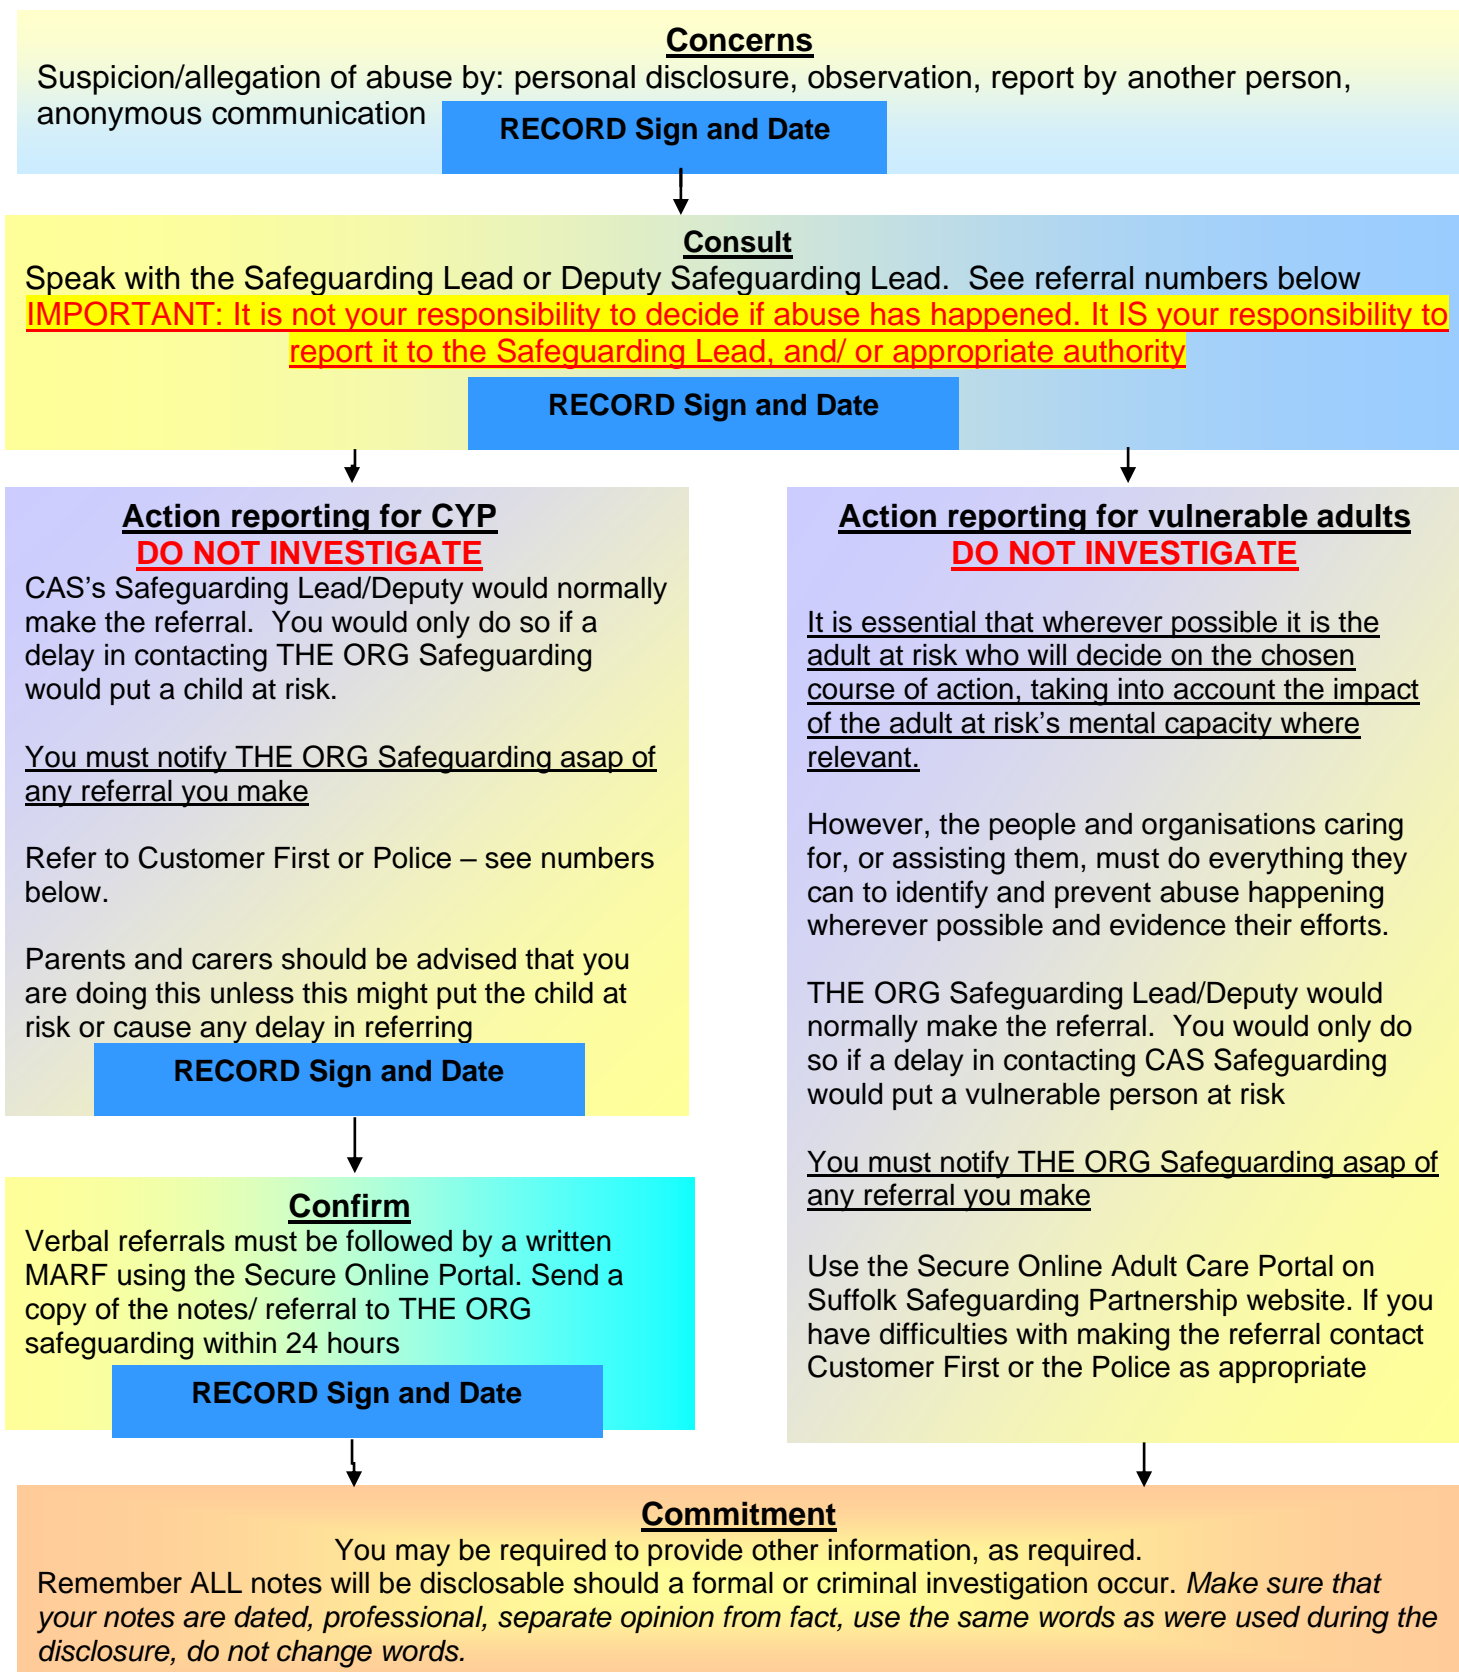 Concerns
Suspicion/allegation of abuse by: personal disclosure, observation, report by another person,
anonymous communication
RECORD Sign and Date
Consult
Speak with the Safeguarding Lead or Deputy Safeguarding Lead.  See referral numbers below
IMPORTANT: It is not your responsibility to decide if abuse has happened. It IS your responsibility to
report it to the Safeguarding Lead, and/ or appropriate authority
RECORD Sign and Date
Action reporting for CYP
DO NOT INVESTIGATE
CAS’s Safeguarding Lead/Deputy would normally
make the referral.  You would only do so if a
delay in contacting THE ORG Safeguarding
would put a child at risk.
You must notify THE ORG Safeguarding asap of
any referral you make
Refer to Customer First or Police – see numbers
below.
Parents and carers should be advised that you
are doing this unless this might put the child at
risk or cause any delay in referring
RECORD Sign and Date
Confirm
Verbal referrals must be followed by a written
MARF using the Secure Online Portal. Send a
copy of the notes/ referral to THE ORG
safeguarding within 24 hours
RECORD Sign and Date
Action reporting for vulnerable adults
DO NOT INVESTIGATE
It is essential that wherever possible it is the
adult at risk who will decide on the chosen
course of action, taking into account the impact
of the adult at risk’s mental capacity where
relevant.
However, the people and organisations caring
for, or assisting them, must do everything they
can to identify and prevent abuse happening
wherever possible and evidence their efforts.
THE ORG Safeguarding Lead/Deputy would
normally make the referral.  You would only do
so if a delay in contacting CAS Safeguarding
would put a vulnerable person at risk
You must notify THE ORG Safeguarding asap of
any referral you make
Use the Secure Online Adult Care Portal on
Suffolk Safeguarding Partnership website. If you
have difficulties with making the referral contact
Customer First or the Police as appropriate
Commitment
You may be required to provide other information, as required.
Remember ALL notes will be disclosable should a formal or criminal investigation occur. Make sure that
your notes are dated, professional, separate opinion from fact, use the same words as were used during the
disclosure, do not change words.